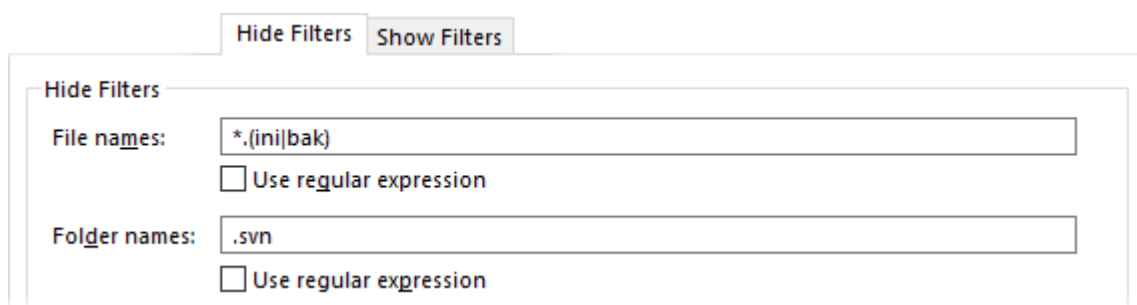 Hide Filters Show Filters
Hide Filters
File names: *.(ini|bak)
Use regular expression
Folder names: .svn
Use regular expression